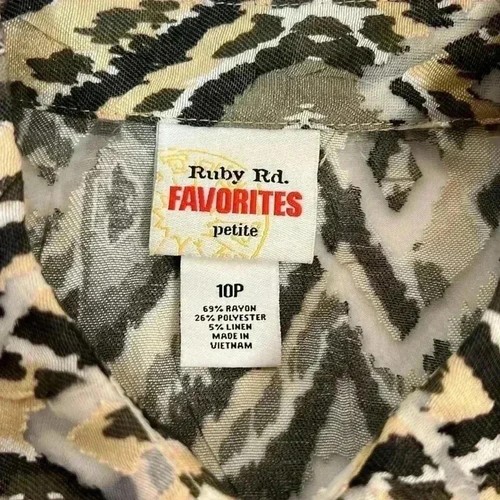 Ruby Rd.
FAVORITES
petite
10P
69% RAYON
26% POLYESTER
5% LINEN
MADE IN
VIETNAM